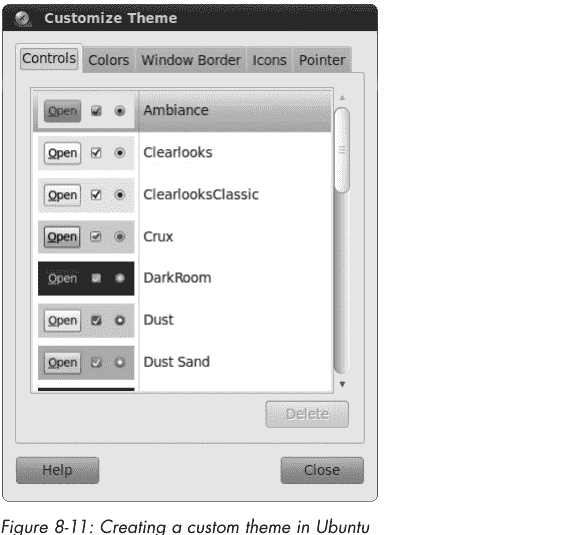 Customize Theme
Controls Colors Window Border Icons Pointer
Open Ambiance
Open Clearlooks
Open ClearlooksClassic
Open Crux
Open DarkRoom
Open Dust
Open Dust Sand
Delete
Help Close
Figure 8-11: Creating a custom theme in Ubuntu